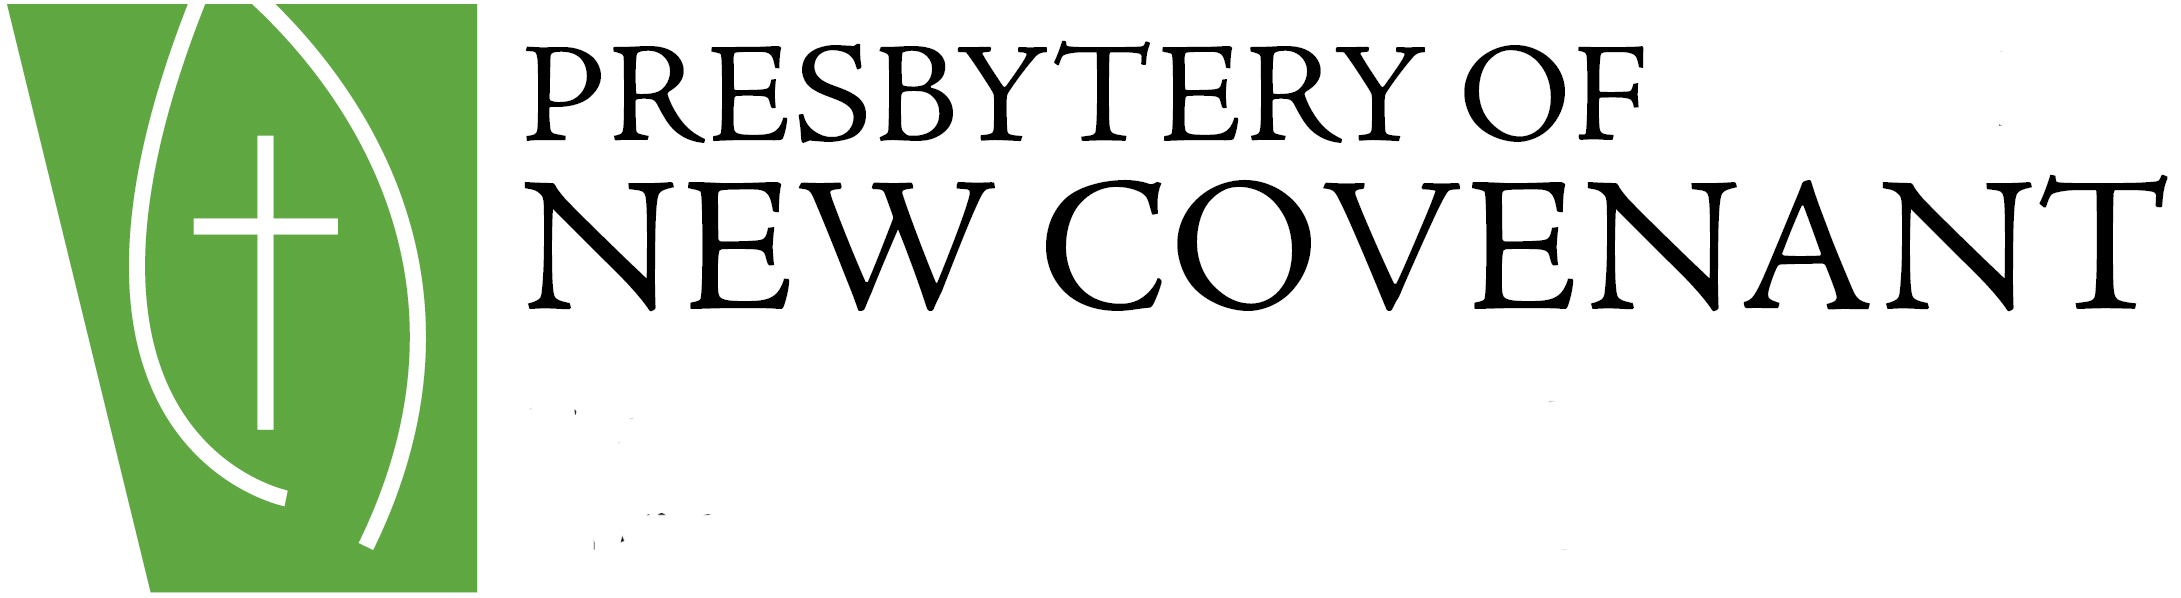 PRESBYTERY OF
NEW COVENANT